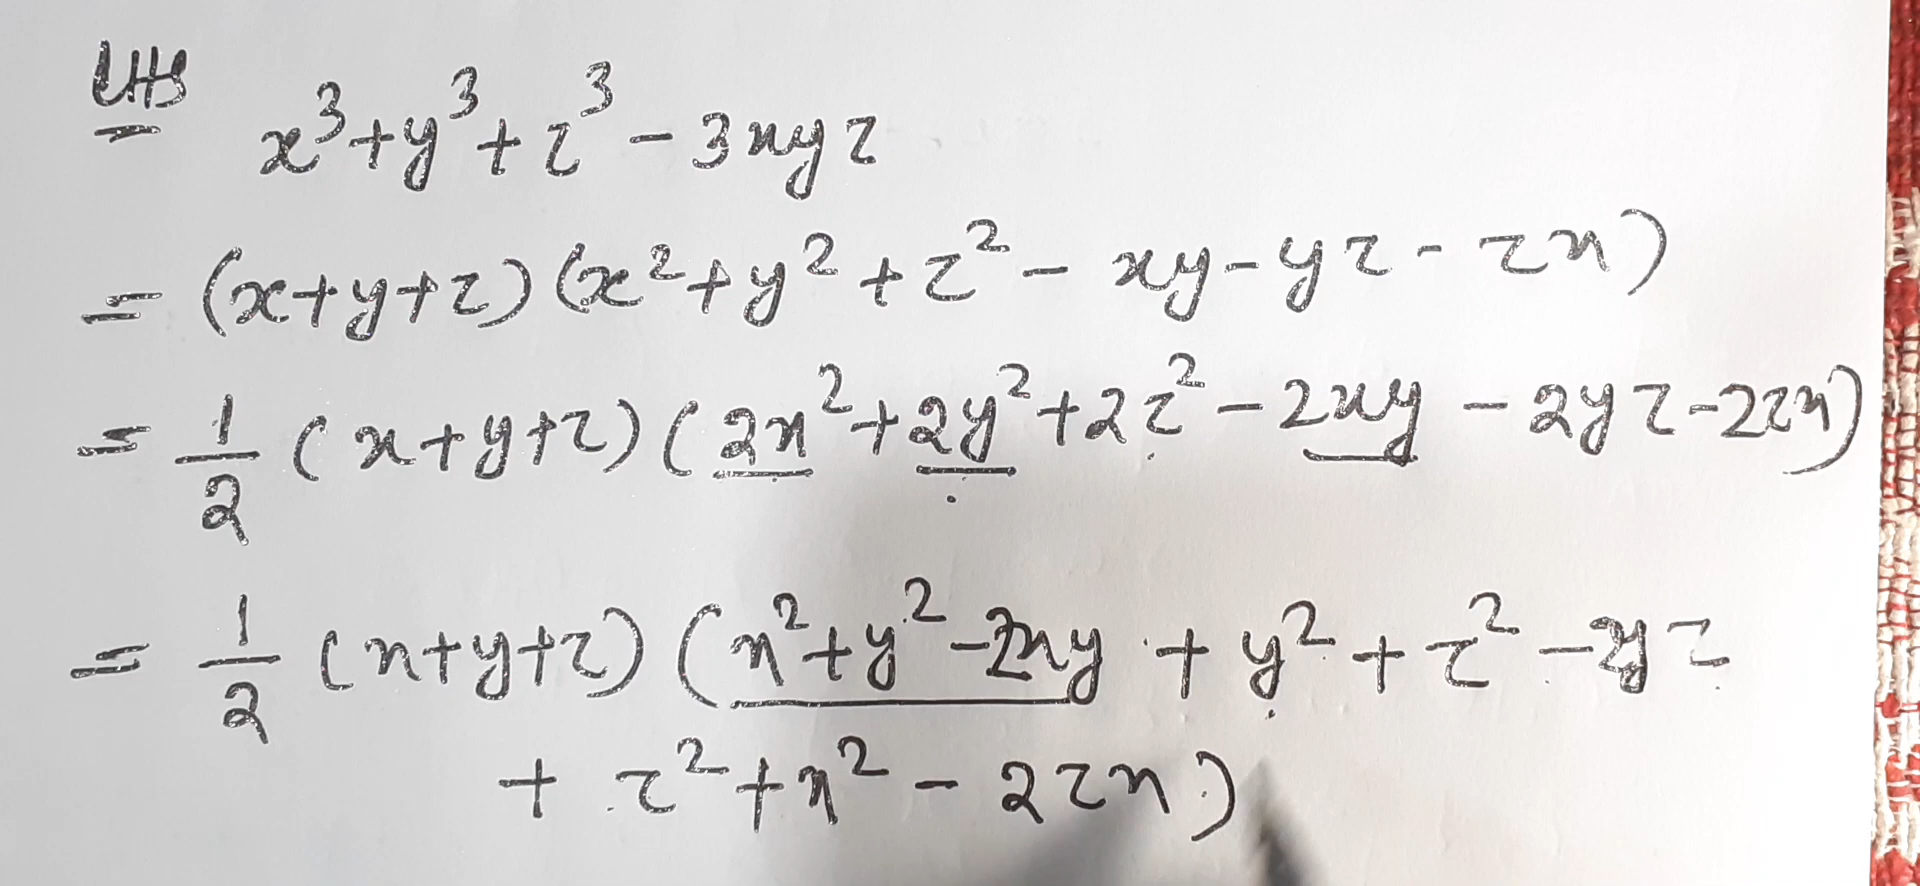 LHS
x³+y³+z³-3xyz
= (x+y+z)(x²+y²+z²-xy-yz-zx)
= 1/2 (x+y+z)(2x²+2y²+2z²-2xy-2yz-2zx)
= 1/2 (x+y+z)(x²+y²-2xy+y²+z²-2yz
+z²+x²-2zx)